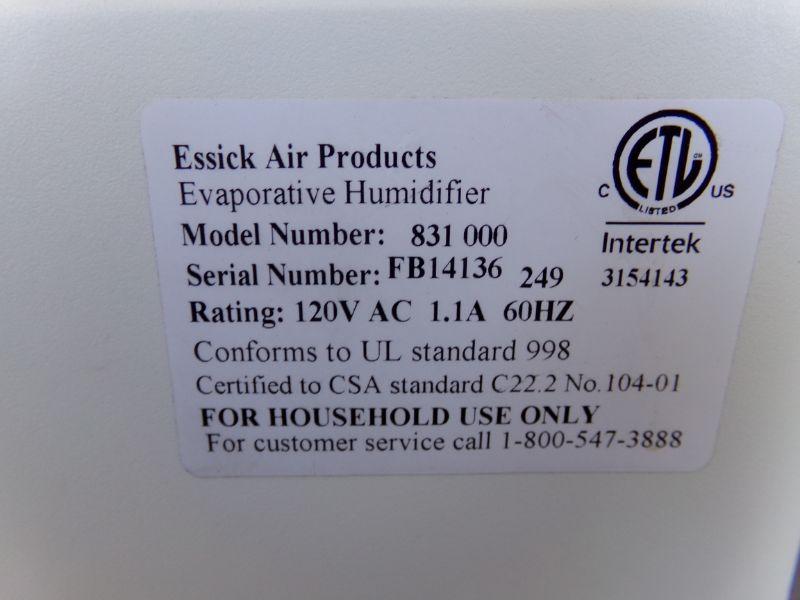 Essick Air Products
Evaporative Humidifier
Model Number: 831 000
Serial Number: FB14136 249
Rating: 120V AC 1.1A 60HZ
Conforms to UL standard 998
Certified to CSA standard C22.2 No.104-01
FOR HOUSEHOLD USE ONLY
For customer service call 1-800-547-3888
ETL CM
C US
LISTED
Intertek
3154143